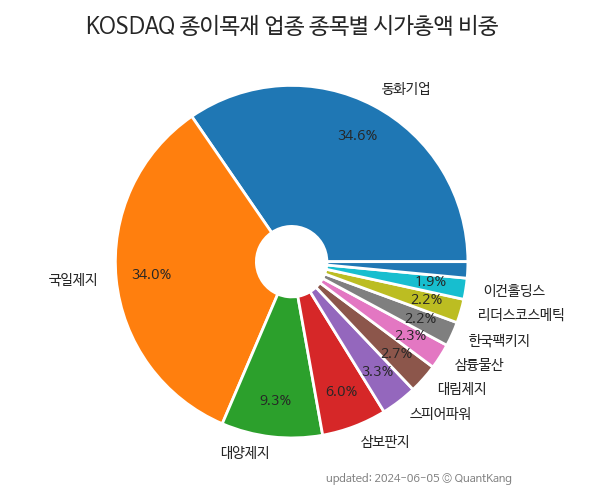 KOSDAQ 종이목재 업종 종목별 시가총액 비중
동화기업
34.6%
국일제지
34.0%
대양제지
9.3%
삼보판지
6.0%
스피어파워
3.3%
대림제지
2.7%
삼륭물산
2.3%
한국팩키지
2.2%
리더스코스메틱
2.2%
이건홀딩스
1.9%
updated: 2024-06-05 © QuantKang